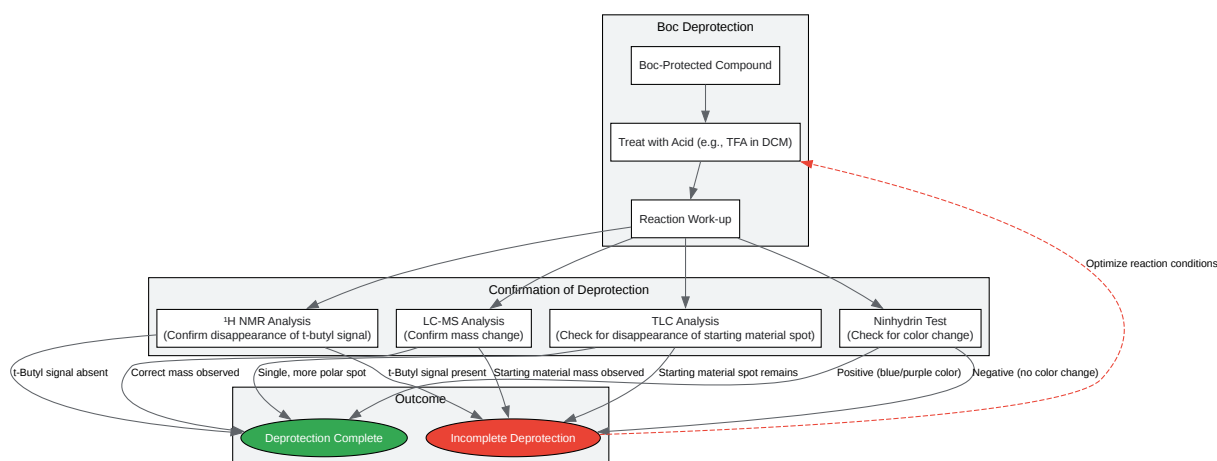 Boc Deprotection
Boc-Protected Compound
Treat with Acid (e.g., TFA in DCM)
Reaction Work-up
Optimize reaction conditions
Confirmation of Deprotection
¹H NMR Analysis
(Confirm disappearance of t-butyl signal)
LC-MS Analysis
(Confirm mass change)
TLC Analysis
(Check for disappearance of starting material spot)
Ninhydrin Test
(Check for color change)
t-Butyl signal absent
Correct mass observed
Single, more polar spot
t-Butyl signal present
Starting material mass observed
Starting material spot remains
Positive (blue/purple color)
Negative (no color change)
Outcome
Deprotection Complete
Incomplete Deprotection